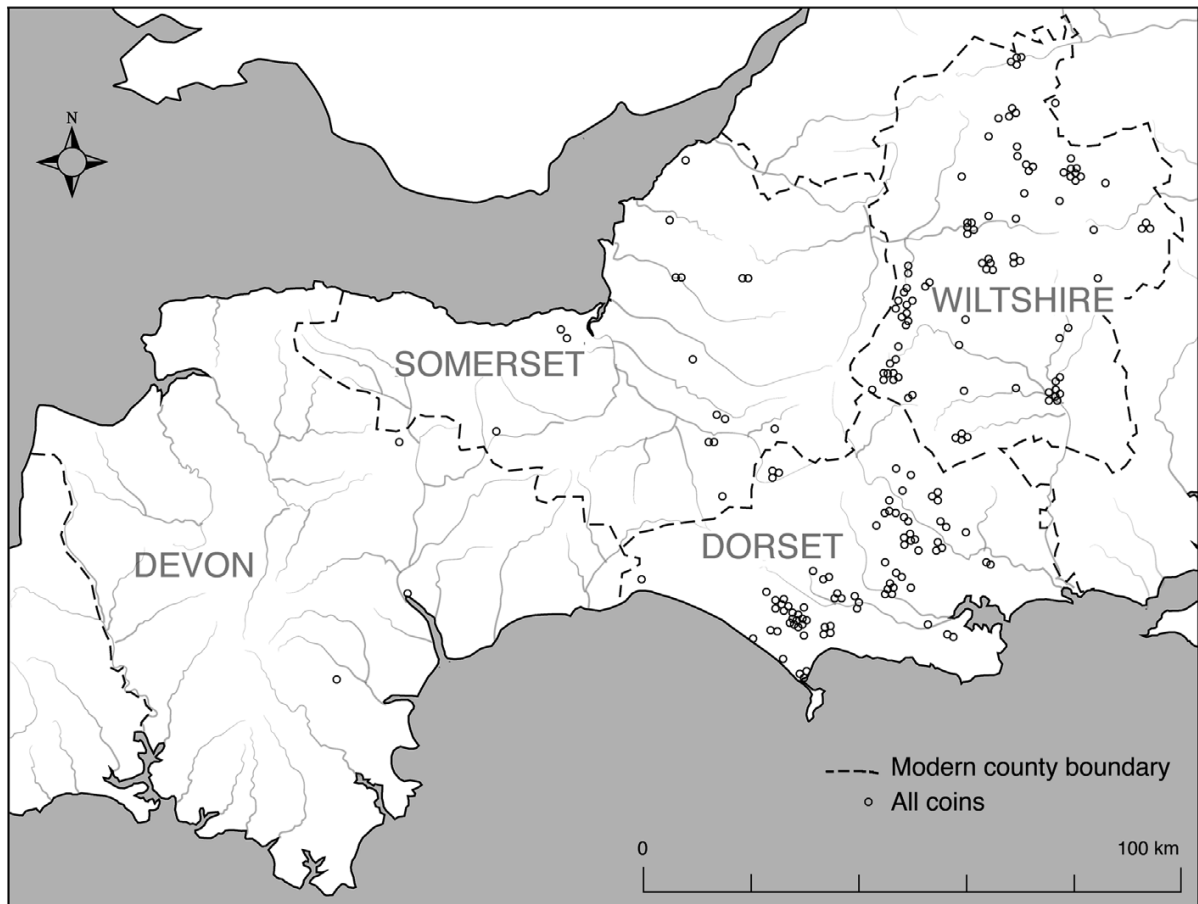 N
WILTSHIRE
SOMERSET
DORSET
DEVON
Modern county boundary
All coins
0 100 km